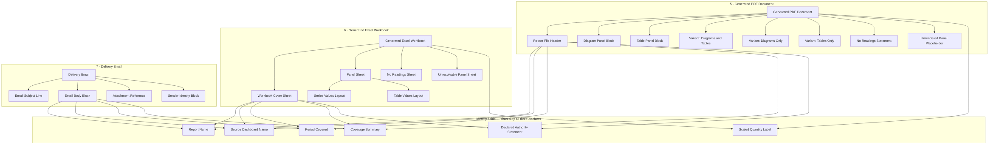 5 · Generated PDF Document
Generated PDF Document
6 · Generated Excel Workbook
Generated Excel Workbook
Report File Header
Diagram Panel Block
Table Panel Block
Variant: Diagrams and
Tables
Variant: Diagrams Only
Variant: Tables Only
No Readings Statement
Unrendered Panel
Placeholder
7 · Delivery Email
Delivery Email
Panel Sheet
No Readings Sheet
Unresolvable Panel Sheet
Email Subject Line
Email Body Block
Attachment Reference
Sender Identity Block
Workbook Cover Sheet
Series Values Layout
Table Values Layout
Identity fields — shared by all three artefacts
Report Name
Source Dashboard Name
Period Covered
Coverage Summary
Declared Authority
Statement
Scaled Quantity Label